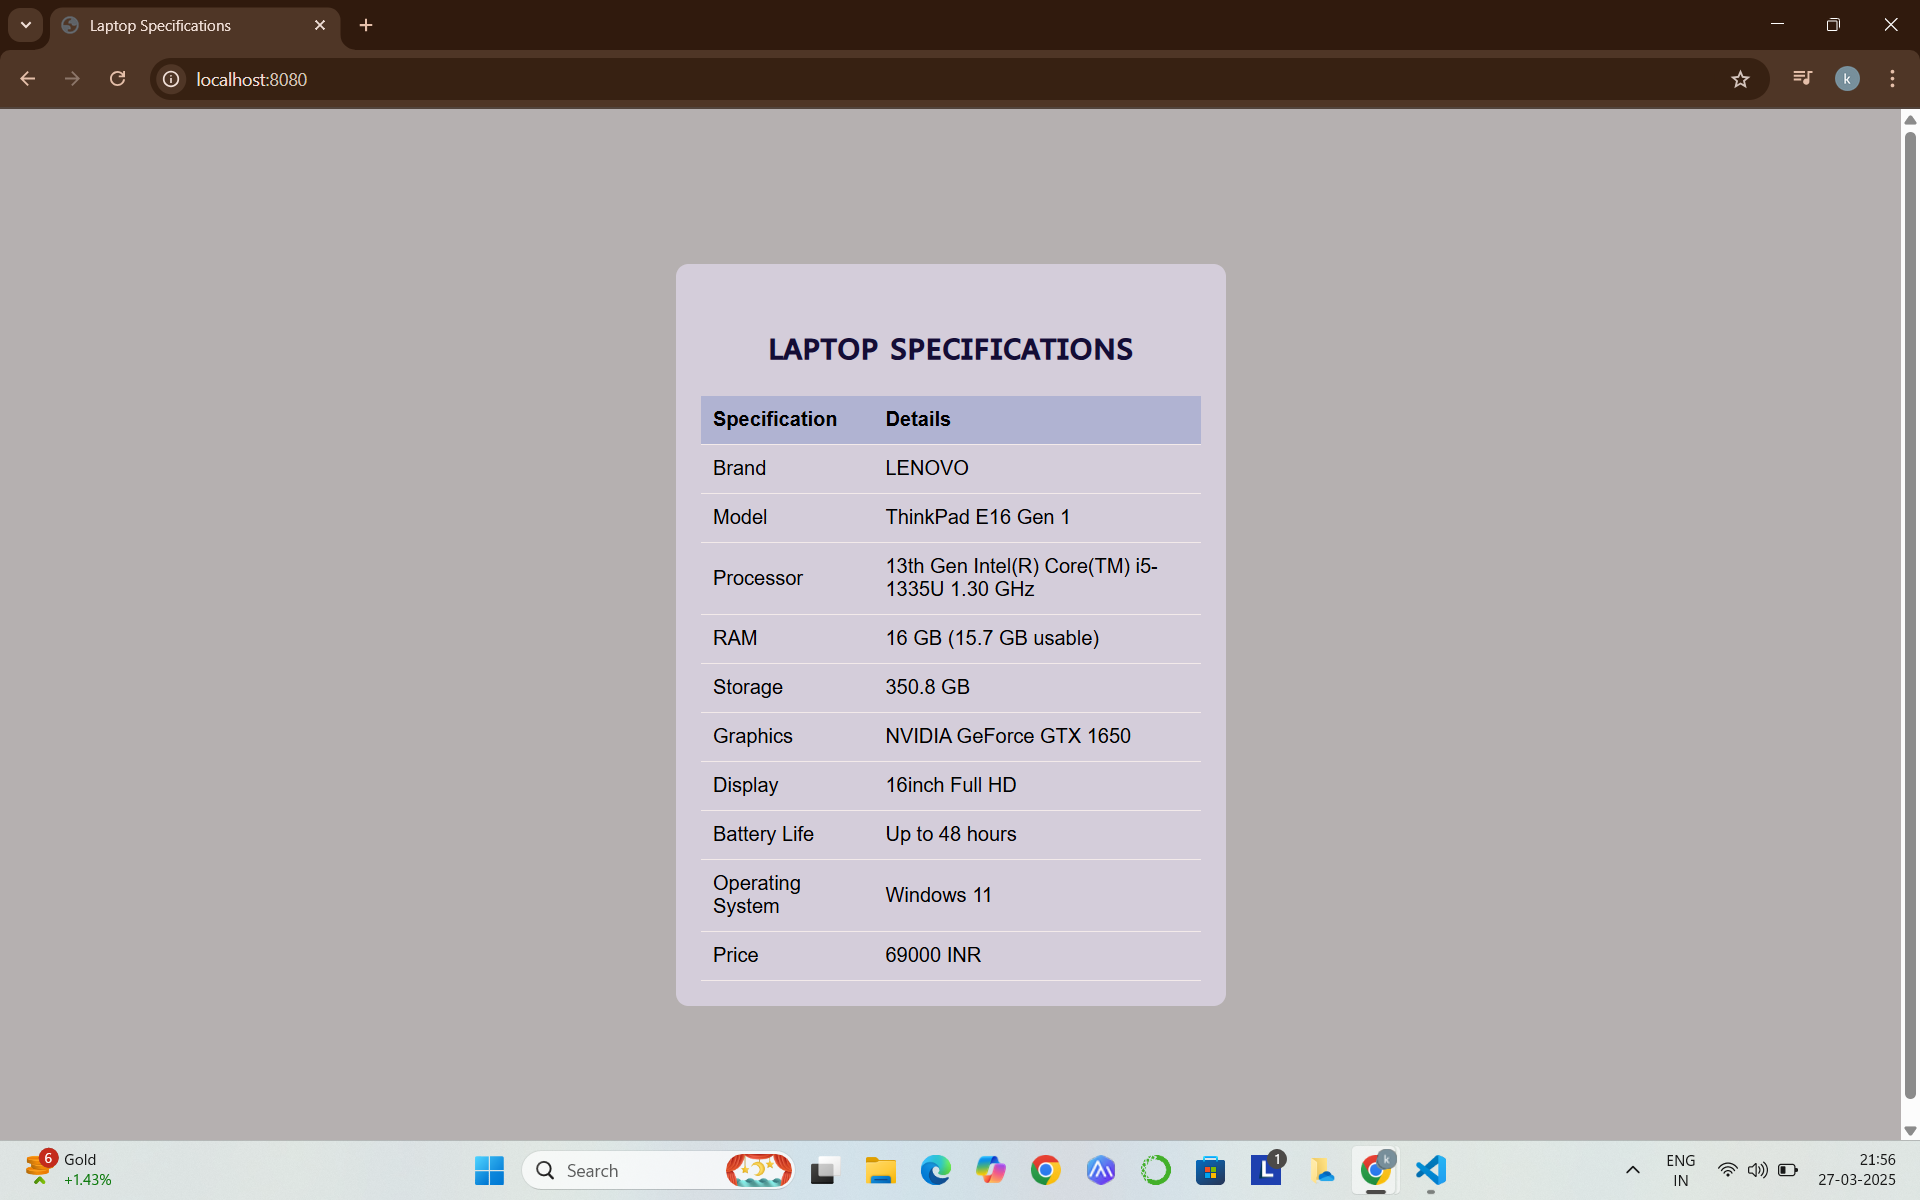 Laptop Specifications
localhost:8080
k
LAPTOP SPECIFICATIONS
Specification Details
Brand LENOVO
Model ThinkPad E16 Gen 1
Processor 13th Gen Intel(R) Core(TM) i5-
1335U 1.30 GHz
RAM 16 GB (15.7 GB usable)
Storage 350.8 GB
Graphics NVIDIA GeForce GTX 1650
Display 16inch Full HD
Battery Life Up to 48 hours
Operating
System Windows 11
Price 69000 INR
6 Gold
+1.43%
Search
L 1
k
ENG
IN
21:56
27-03-2025